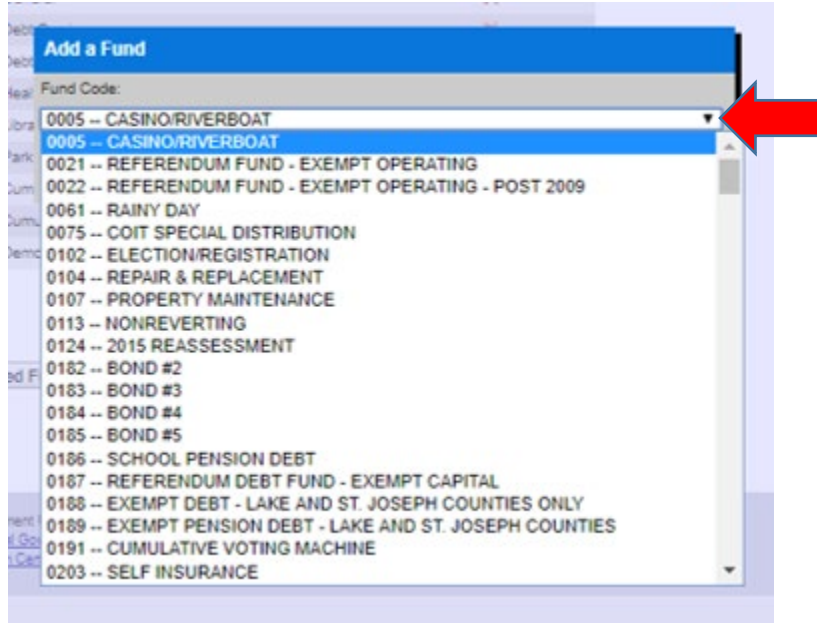 Debt
Add a Fund
Debt
Fund Code:
0005 -- CASINO/RIVERBOAT
0005 -- CASINO/RIVERBOAT
0021 -- REFERENDUM FUND - EXEMPT OPERATING
0022 -- REFERENDUM FUND - EXEMPT OPERATING - POST 2009
0061 -- RAINY DAY
0075 -- COIT SPECIAL DISTRIBUTION
0102 -- ELECTION/REGISTRATION
0104 -- REPAIR & REPLACEMENT
0107 -- PROPERTY MAINTENANCE
0113 -- NONREVERTING
0124 -- 2015 REASSESSMENT
0182 -- BOND #2
0183 -- BOND #3
0184 -- BOND #4
0185 -- BOND #5
0186 -- SCHOOL PENSION DEBT
0187 -- REFERENDUM DEBT FUND - EXEMPT CAPITAL
0188 -- EXEMPT DEBT - LAKE AND ST. JOSEPH COUNTIES ONLY
0189 -- EXEMPT PENSION DEBT - LAKE AND ST. JOSEPH COUNTIES
0191 -- CUMULATIVE VOTING MACHINE
0203 -- SELF INSURANCE